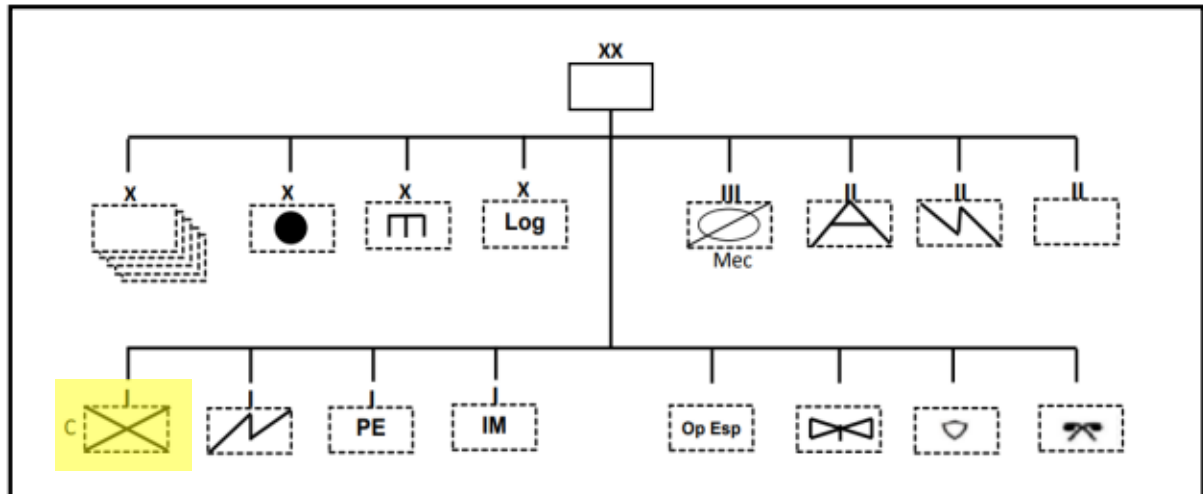 XX
X X X X III II II II
Log
Mec
I I I I
C PE IM Op Esp